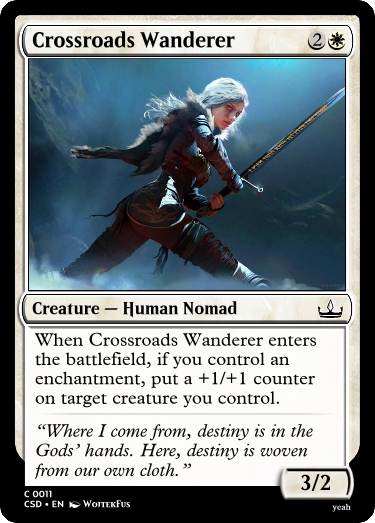 Crossroads Wanderer 2
Creature — Human Nomad
When Crossroads Wanderer enters
the battlefield, if you control an
enchantment, put a +1/+1 counter
on target creature you control.
“Where I come from, destiny is in the
Gods’ hands. Here, destiny is woven
from our own cloth.”
3/2
C 0011
CSD • EN WojtekFus
yeah